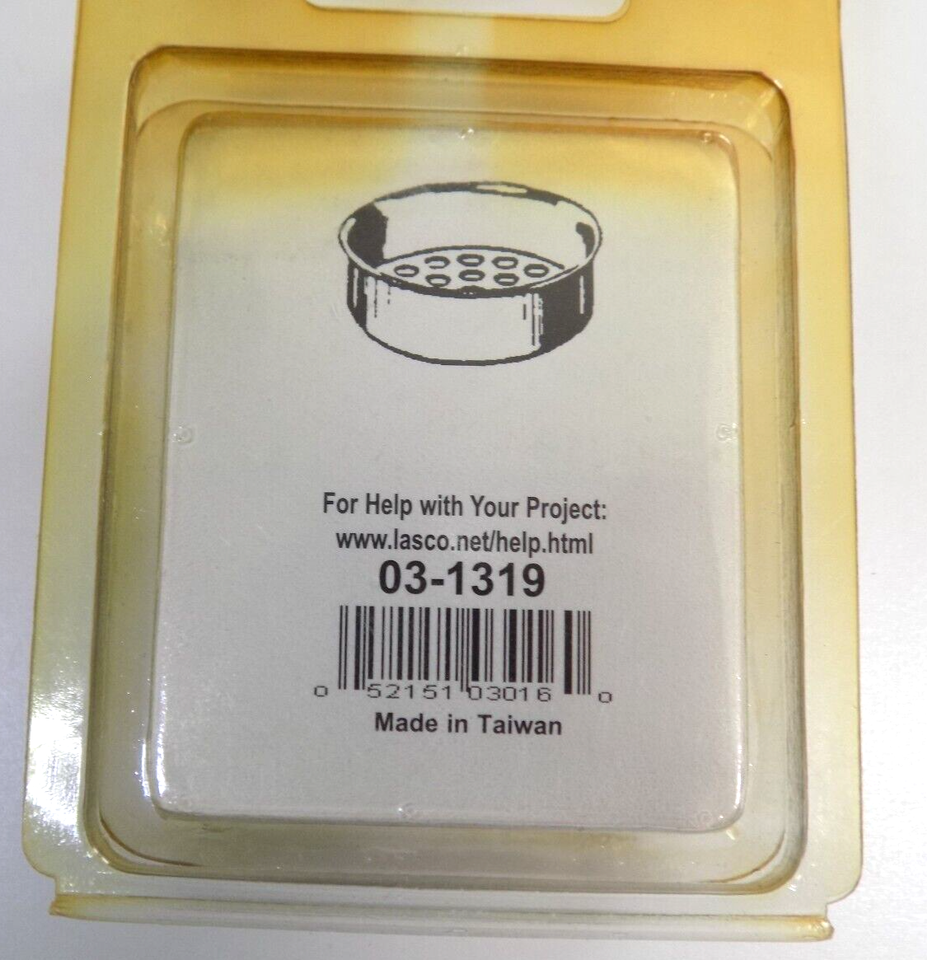 For Help with Your Project:
www.lasco.net/help.html
03-1319
0 52151 03016 0
Made in Taiwan